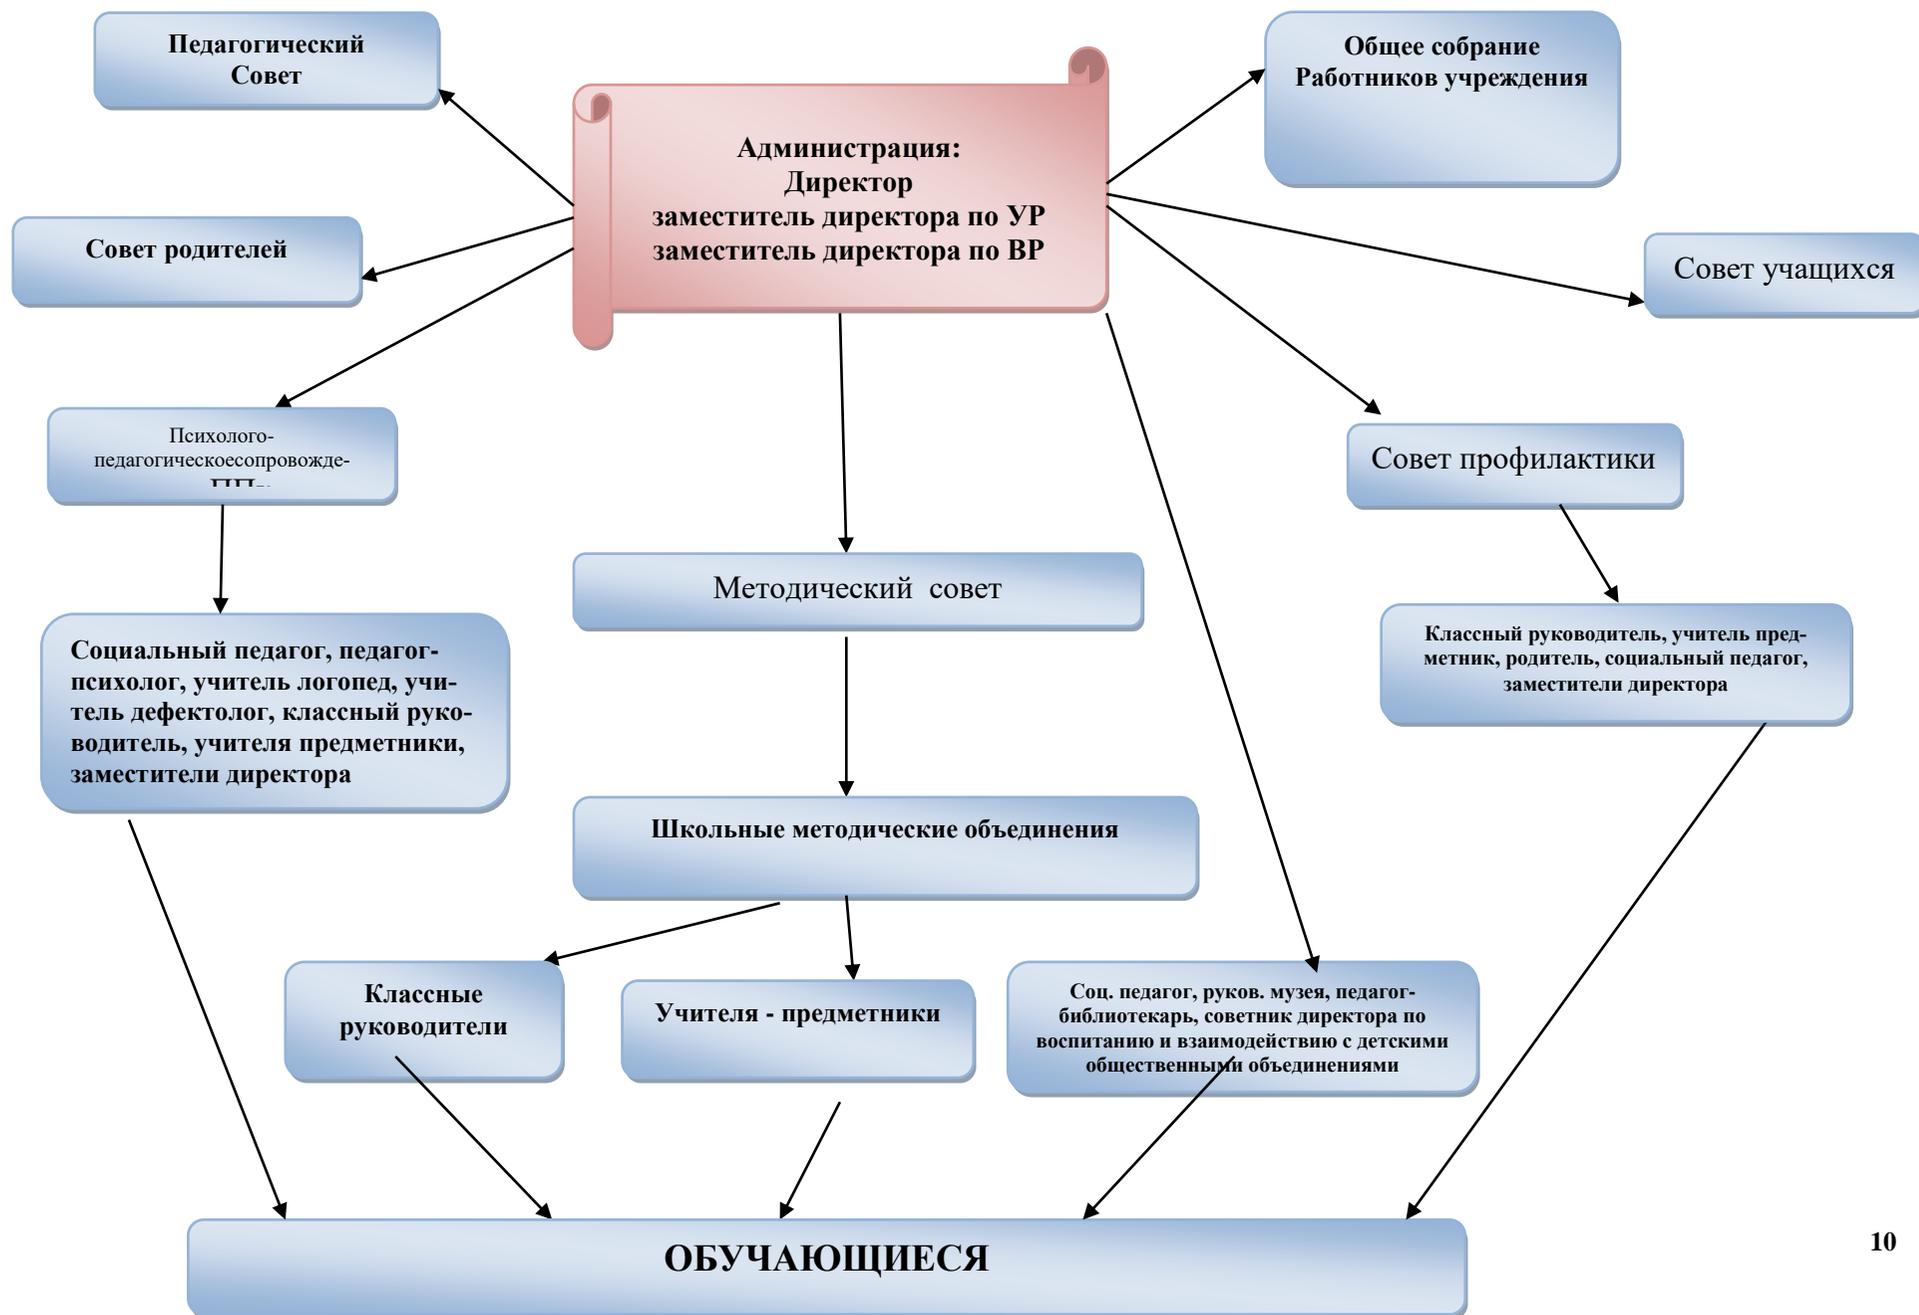 Педагогический
Совет
Общее собрание
Работников учреждения
Администрация:
Директор
заместитель директора по УР
заместитель директора по ВР
Совет родителей
Совет учащихся
Психолого-
педагогическоесопровожде-
Совет профилактики
Методический совет
Социальный педагог, педагог-
психолог, учитель логопед, учи-
тель дефектолог, классный руко-
водитель, учителя предметники,
заместители директора
Классный руководитель, учитель пред-
метник, родитель, социальный педагог,
заместители директора
Школьные методические объединения
Классные
руководители
Учителя - предметники
Соц. педагог, руков. музея, педагог-
библиотекарь, советник директора по
воспитанию и взаимодействию с детскими
общественными объединениями
ОБУЧАЮЩИЕСЯ
10